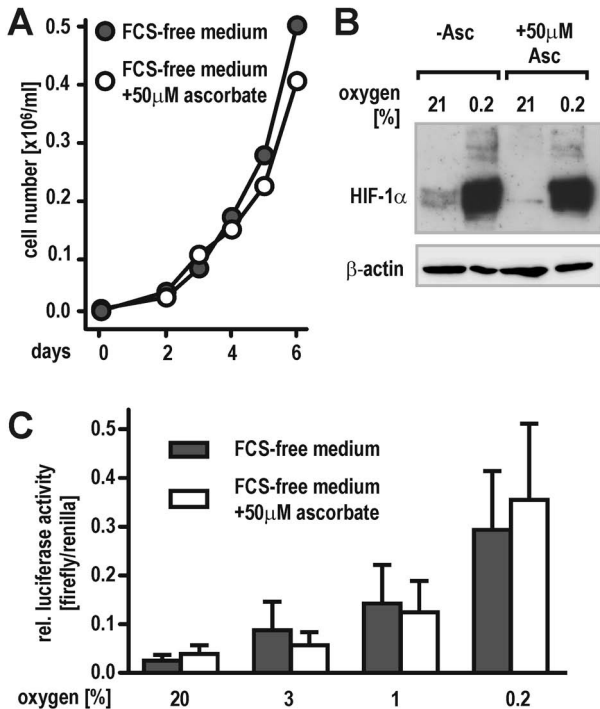 A
cell number [x10⁶/ml]
0.5
0.4
0.3
0.2
0.1
0.0
FCS-free medium
FCS-free medium
+50µM ascorbate
days 0 2 4 6
B
-Asc +50µM
Asc
oxygen 21 0.2 21 0.2
[%]
HIF-1α
β-actin
C
rel. luciferase activity
[firefly/renilla]
0.5
0.4
0.3
0.2
0.1
0.0
FCS-free medium
FCS-free medium
+50µM ascorbate
oxygen [%] 20 3 1 0.2